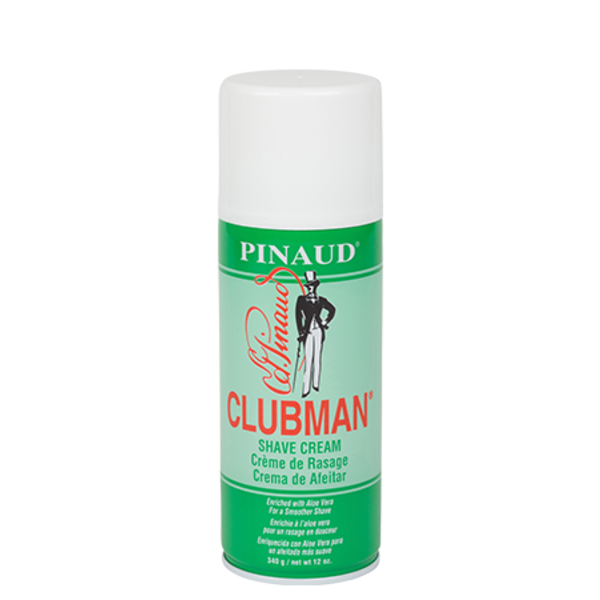 PINAUD®
Ed. Pinaud
CLUBMAN®
SHAVE CREAM
Crème de Rasage
Crema de Afeitar
Enriched with Aloe Vera
For a Smoother Shave
Enrichie à l'aloe vera
pour un rasage en douceur
Enriquecida con Aloe Vera para
un afeitado más suave
340 g / net wt 12 oz.